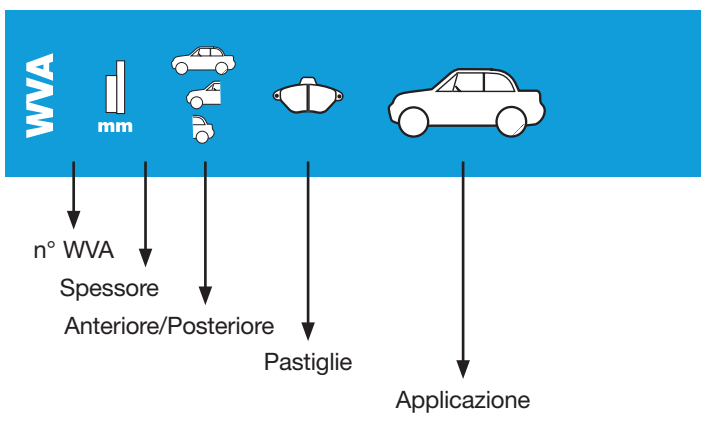 WVA
mm
n° WVA
Spessore
Anteriore/Posteriore
Pastiglie
Applicazione